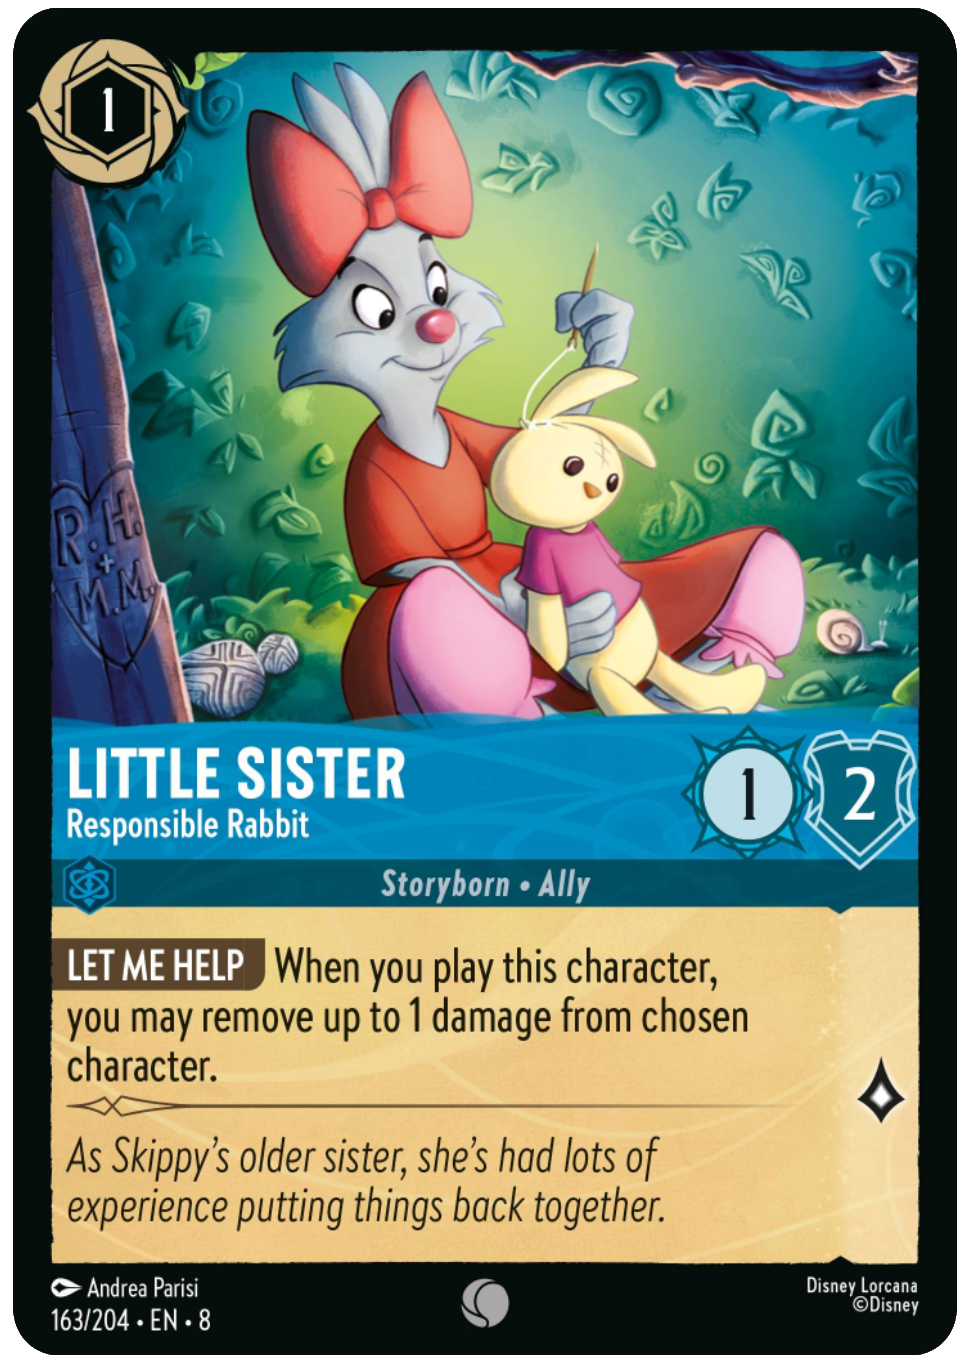 1
R.H.
+
M.M.
LITTLE SISTER
Responsible Rabbit
1
2
Storyborn • Ally
LET ME HELP When you play this character,
you may remove up to 1 damage from chosen
character.
As Skippy's older sister, she's had lots of
experience putting things back together.
Andrea Parisi
163/204 • EN • 8
Disney Lorcana
©Disney